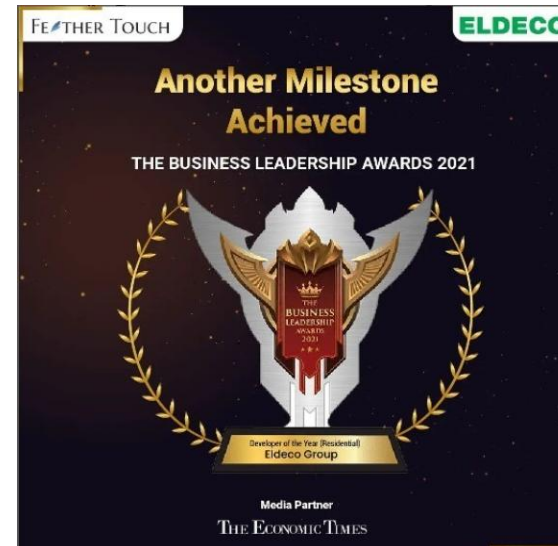 FEATHER TOUCH
ELDECO
Another Milestone
Achieved
THE BUSINESS LEADERSHIP AWARDS 2021
THE
BUSINESS
LEADERSHIP
AWARDS
2021
Developer of the Year (Residential)
Eldeco Group
Media Partner
THE ECONOMIC TIMES